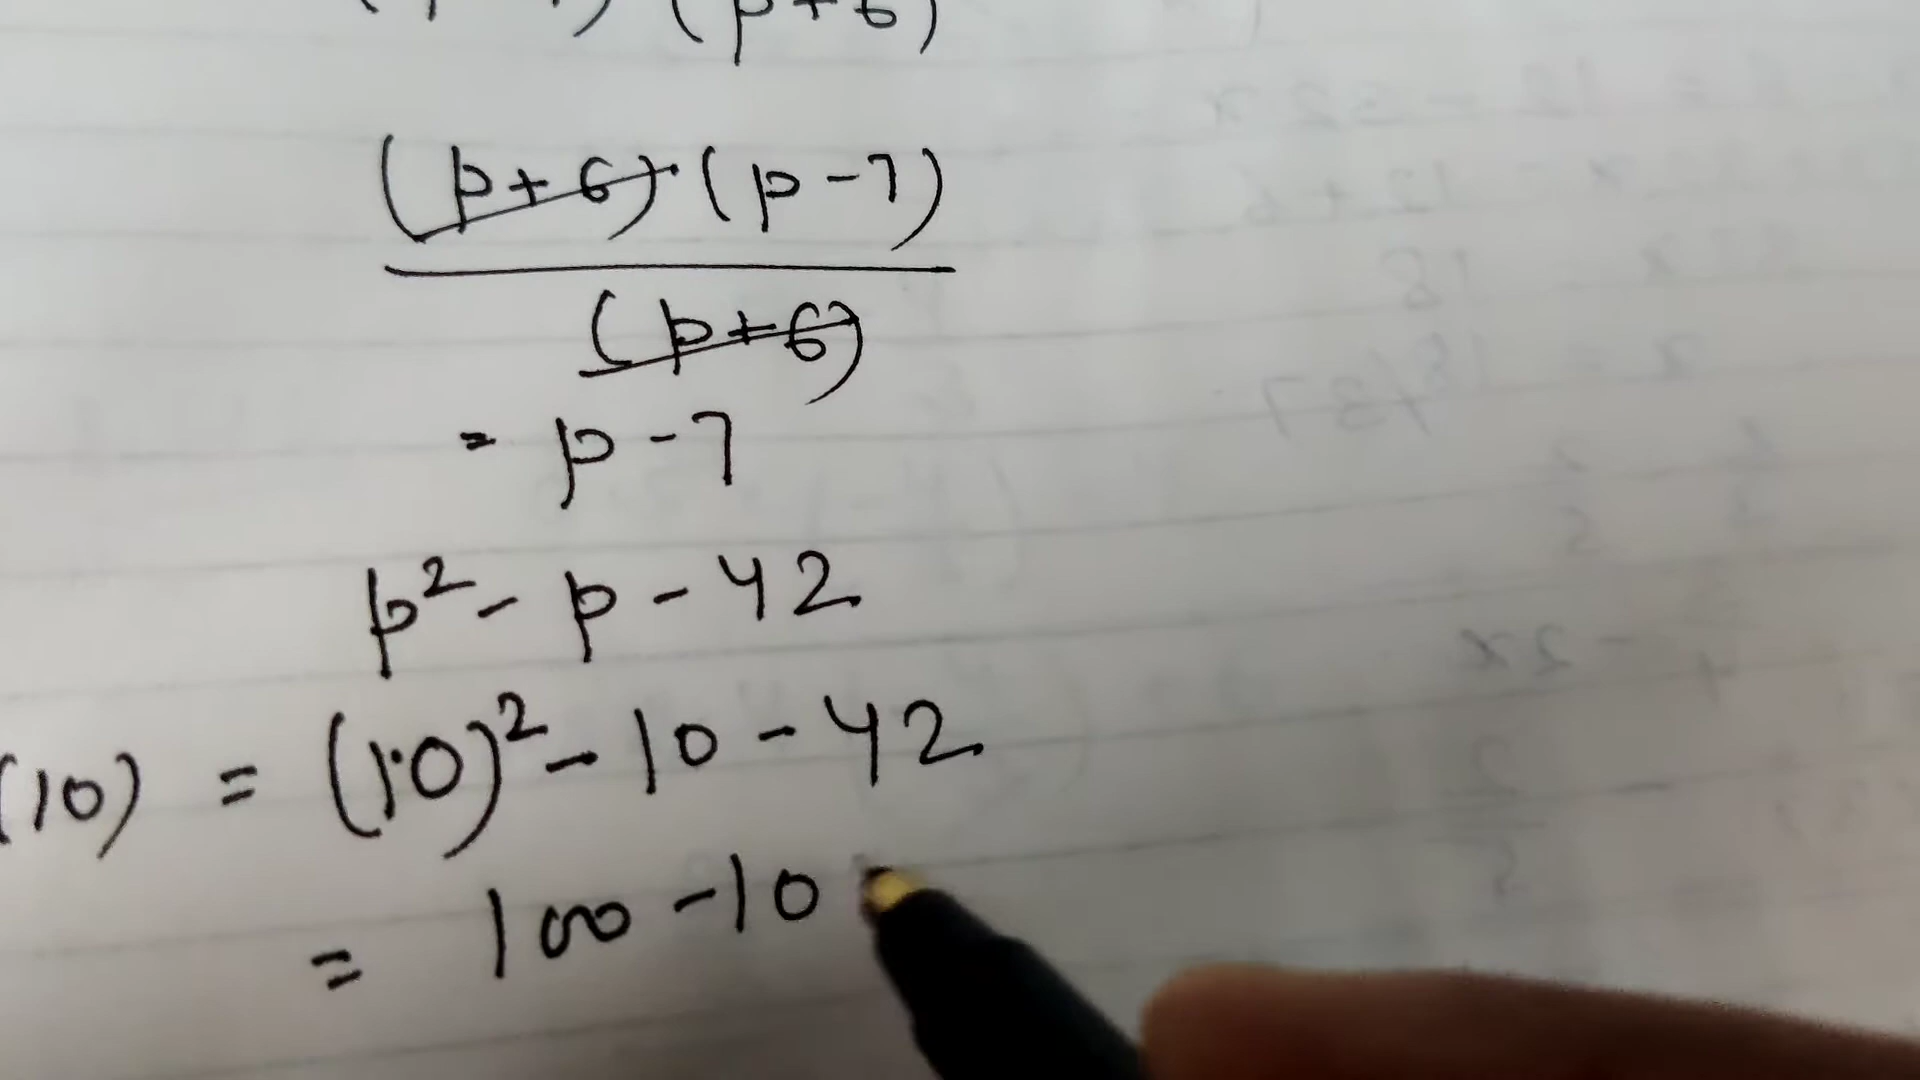 (p+6)
(p+6)(p-7)
(p+6)
= p-7
p²-p-42
(10) = (10)²-10-42
= 100-10